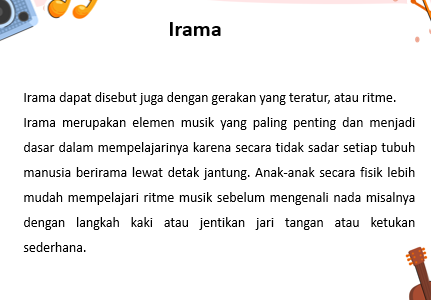 Irama
Irama dapat disebut juga dengan gerakan yang teratur, atau ritme.
Irama merupakan elemen musik yang paling penting dan menjadi
dasar dalam mempelajarinya karena secara tidak sadar setiap tubuh
manusia berirama lewat detak jantung. Anak-anak secara fisik lebih
mudah mempelajari ritme musik sebelum mengenali nada misalnya
dengan langkah kaki atau jentikan jari tangan atau ketukan
sederhana.